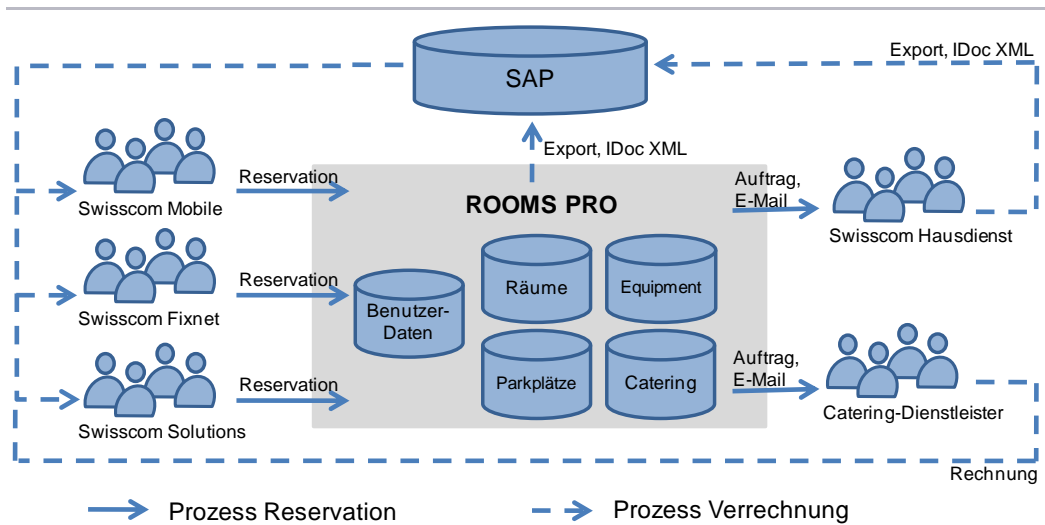 Export, IDoc XML
SAP
Export, IDoc XML
Reservation
Swisscom Mobile
ROOMS PRO
Auftrag,
E-Mail
Swisscom Hausdienst
Reservation
Swisscom Fixnet
Benutzer-
Daten
Räume
Equipment
Reservation
Swisscom Solutions
Parkplätze
Catering
Auftrag,
E-Mail
Catering-Dienstleister
Rechnung
Prozess Reservation
Prozess Verrechnung